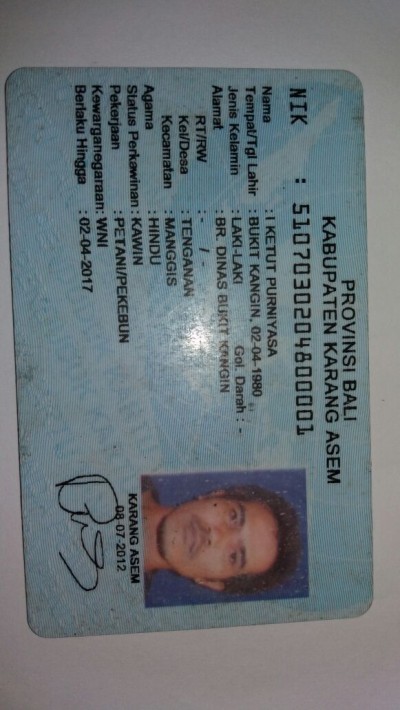 PROVINSI BALI
KABUPATEN KARANG ASEM
NIK : 5107030204800001
Nama : I KETUT PURNIYASA
Tempat/Tgl Lahir : BUKIT KANGIN, 02-04-1980
Jenis Kelamin : LAKI-LAKI Gol. Darah : -
Alamat : BR. DINAS BUKIT KANGIN
RT/RW : - / -
Kel/Desa : TENGANAN
Kecamatan : MANGGIS
Agama : HINDU
Status Perkawinan : KAWIN
Pekerjaan : PETANI/PEKEBUN
Kewarganegaraan: WNI
Berlaku Hingga : 02-04-2017
KARANG ASEM
08-07-2012